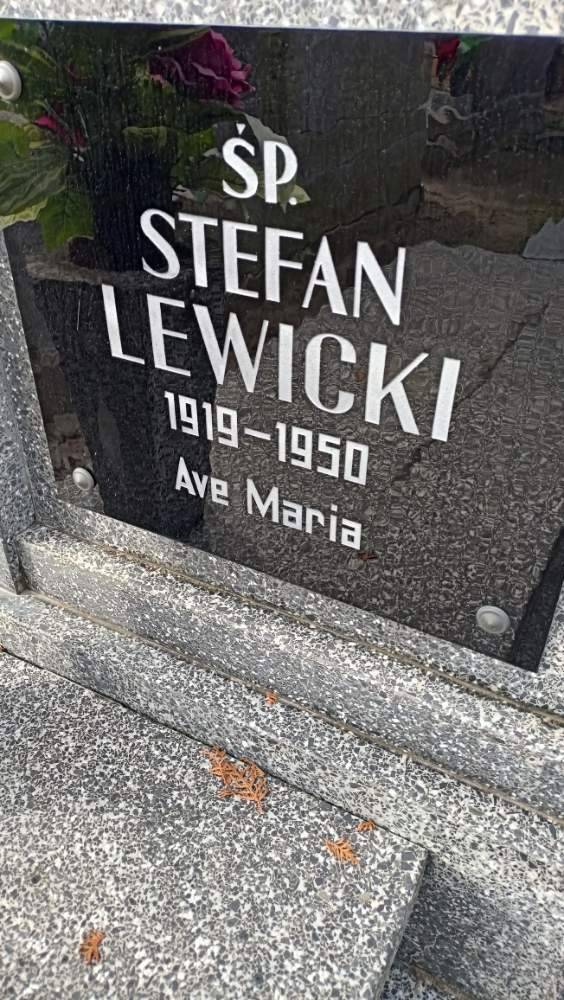 ŚP.
STEFAN
LEWICKI
1919-1950
Ave Maria